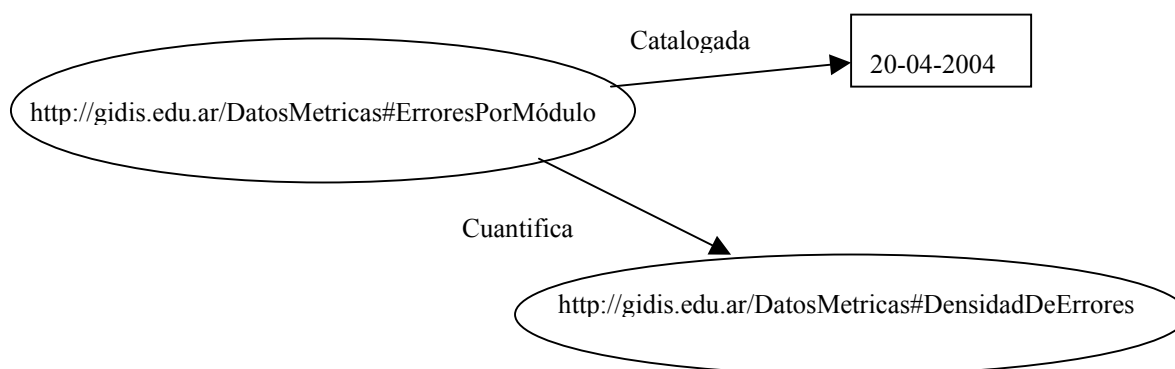 Catalogada
20-04-2004
http://gidis.edu.ar/DatosMetricas#ErroresPorMódulo
Cuantifica
http://gidis.edu.ar/DatosMetricas#DensidadDeErrores